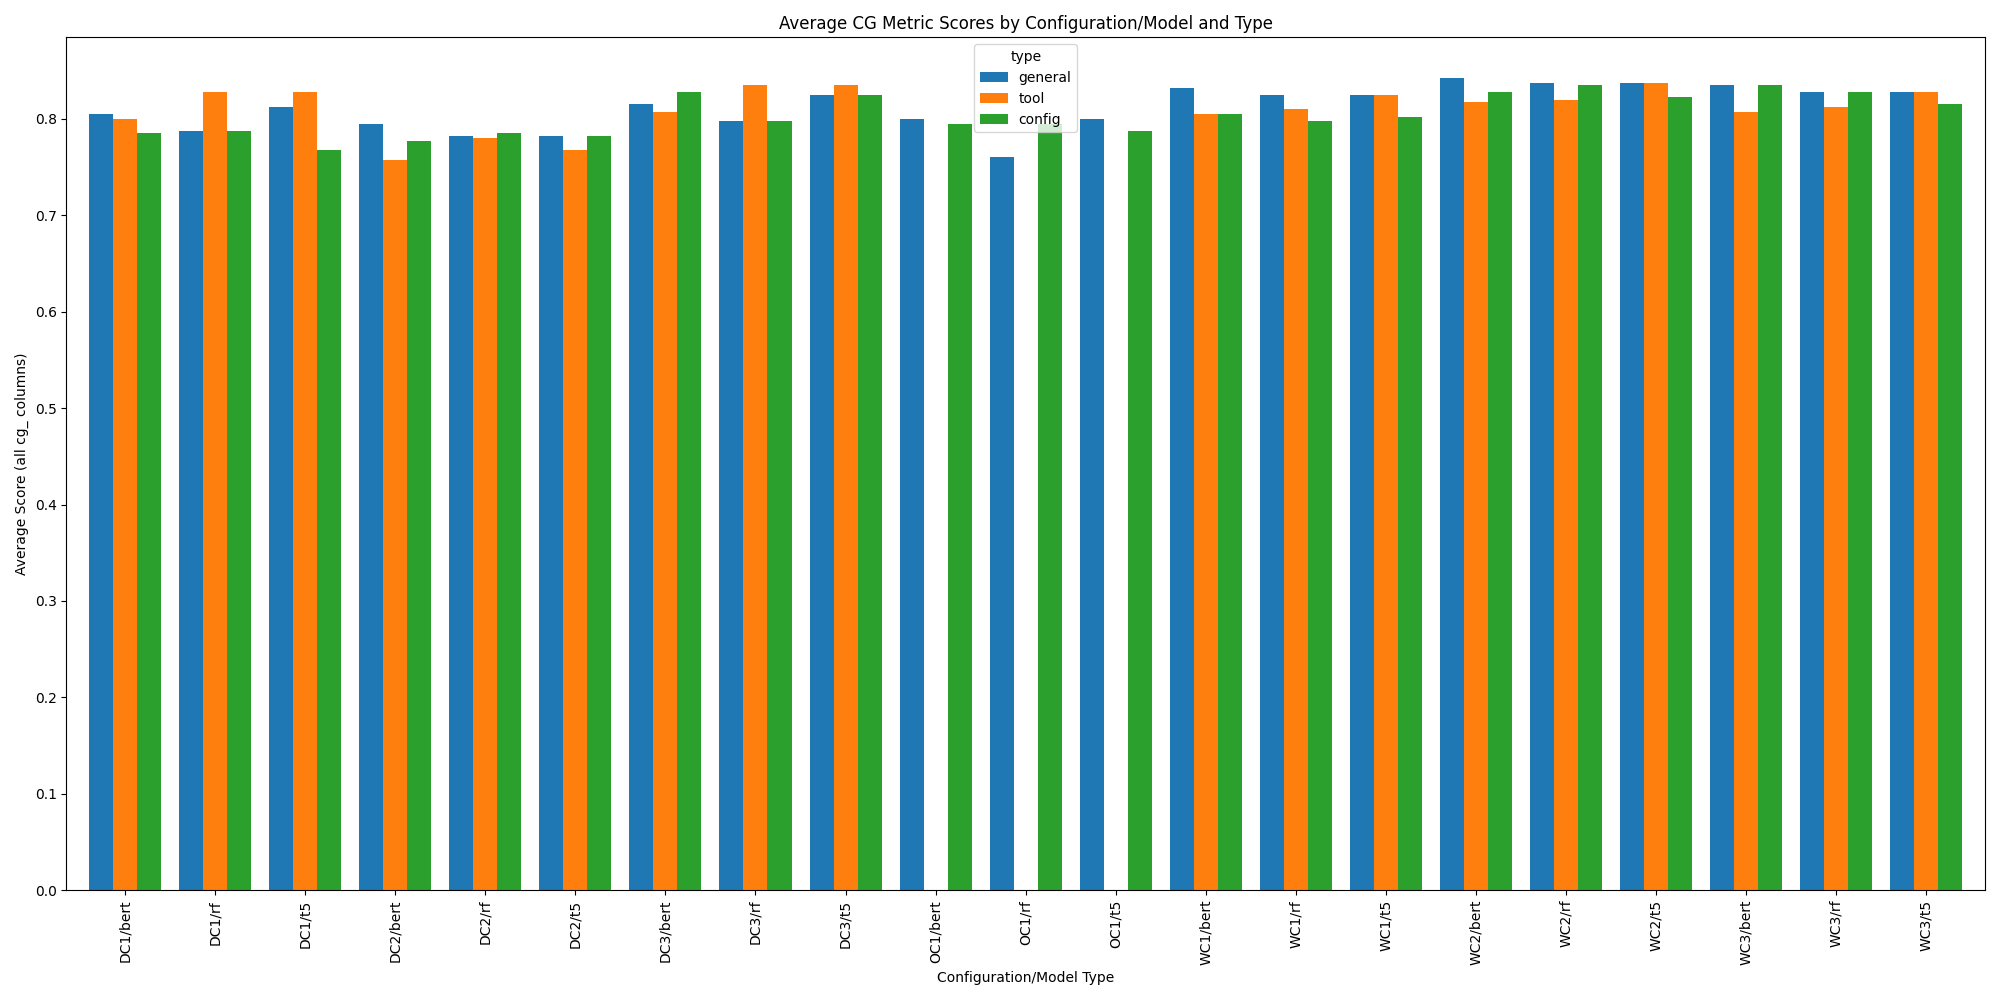 Average CG Metric Scores by Configuration/Model and Type
type
general
tool
config
Average Score (all cg_ columns)
0.8
0.7
0.6
0.5
0.4
0.3
0.2
0.1
0.0
DC1/bert
DC1/rf
DC1/t5
DC2/bert
DC2/rf
DC2/t5
DC3/bert
DC3/rf
DC3/t5
OC1/bert
OC1/rf
OC1/t5
WC1/bert
WC1/rf
WC1/t5
WC2/bert
WC2/rf
WC2/t5
WC3/bert
WC3/rf
WC3/t5
Configuration/Model Type